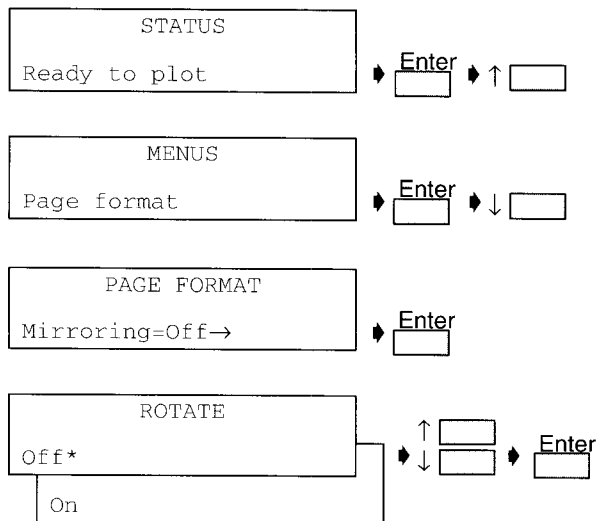 STATUS
Ready to plot
Enter
↑
MENUS
Page format
Enter
↓
PAGE FORMAT
Mirroring=Off→
Enter
ROTATE
Off*
↑
↓
Enter
On